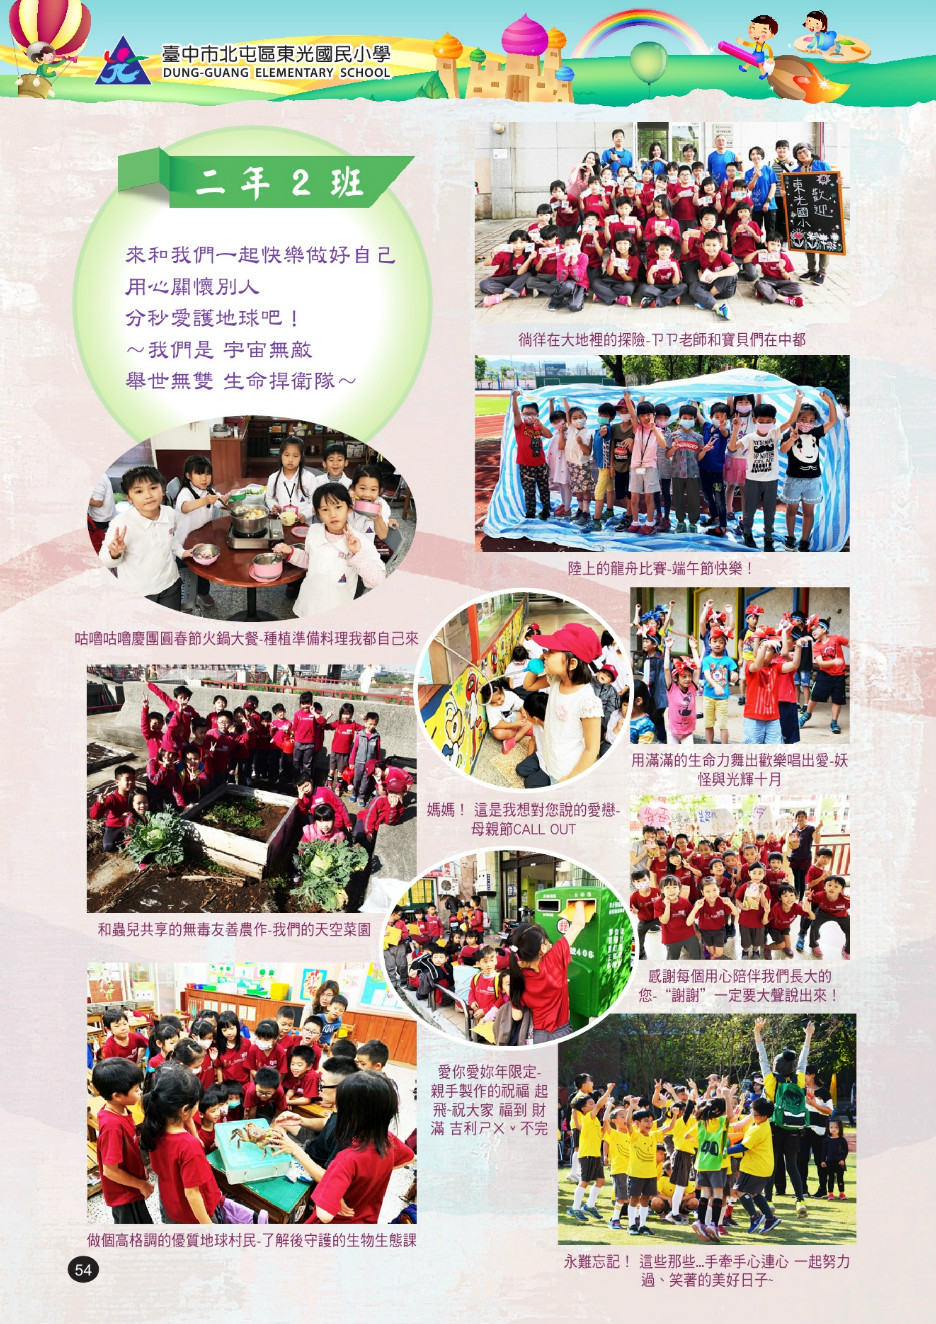 臺中市北屯區東光國民小學
DUNG-GUANG ELEMENTARY SCHOOL
二年2班
來和我們一起快樂做好自己
用心關懷別人
分秒愛護地球吧！
～我們是 宇宙無敵
舉世無雙 生命捍衛隊～
歡迎
東光國小
徜徉在大地裡的探險-ㄗㄗ老師和寶貝們在中都
陸上的龍舟比賽-端午節快樂！
咕嚕咕嚕慶團圓春節火鍋大餐-種植準備料理我都自己來
用滿滿的生命力舞出歡樂唱出愛-妖
怪與光輝十月
媽媽！ 這是我想對您說的愛戀-
母親節CALL OUT
和蟲兒共享的無毒友善農作-我們的天空菜園
感謝每個用心陪伴我們長大的
您-“謝謝”一定要大聲說出來！
愛你愛妳年限定-
親手製作的祝福 起
飛~祝大家 福到 財
滿 吉利ㄕㄨˇ不完
做個高格調的優質地球村民-了解後守護的生物生態課
永難忘記！ 這些那些...手牽手心連心 一起努力
過、笑著的美好日子~
54